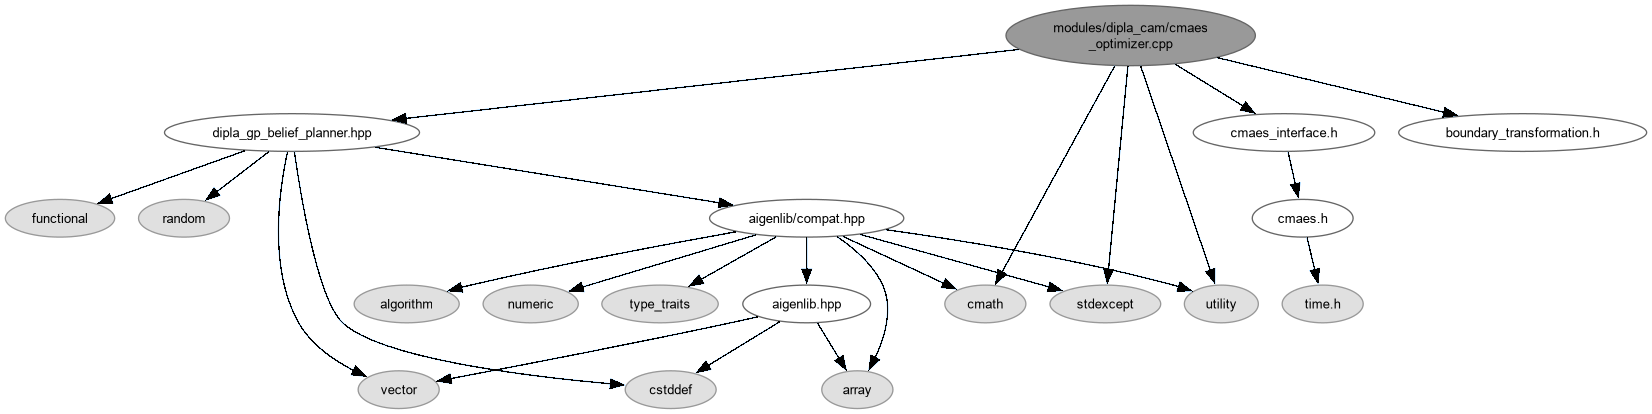 modules/dipla_cam/cmaes
_optimizer.cpp
dipla_gp_belief_planner.hpp
cmaes_interface.h
boundary_transformation.h
functional
random
aigenlib/compat.hpp
cmaes.h
algorithm
numeric
type_traits
aigenlib.hpp
cmath
stdexcept
utility
time.h
vector
cstddef
array